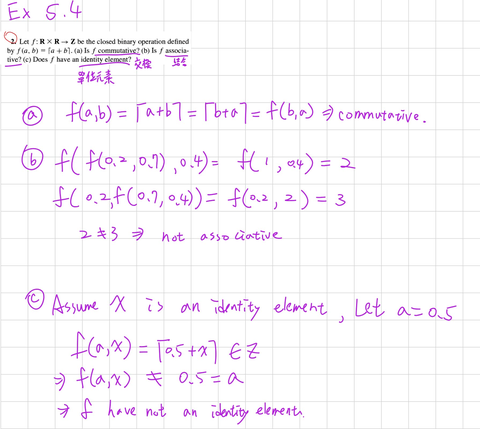 Ex 5.4
2. Let f: R × R → Z be the closed binary operation defined
by f(a, b) = ⌈a + b⌉. (a) Is f commutative? (b) Is f associa-
tive? (c) Does f have an identity element?
單位元素 交換 結合
ⓐ f(a,b) = ⌈a+b⌉ = ⌈b+a⌉ = f(b,a) ⇒ commutative.
ⓑ f( f(0.2, 0.7), 0.4) = f(1, 0.4) = 2
f( 0.2, f(0.7, 0.4)) = f(0.2, 2) = 3
2 ≠ 3 ⇒ not associative
ⓒ Assume X is an identity element, Let a=0.5
f(a,x) = ⌈0.5+x⌉ ∈ Z
⇒ f(a,x) ≠ 0.5 = a
⇒ f have not an identity element.